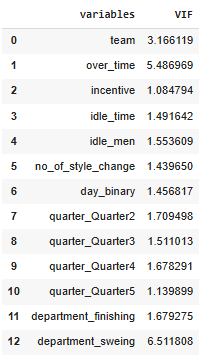 variables VIF
0 team 3.166119
1 over_time 5.486969
2 incentive 1.084794
3 idle_time 1.491642
4 idle_men 1.553609
5 no_of_style_change 1.439650
6 day_binary 1.456817
7 quarter_Quarter2 1.709498
8 quarter_Quarter3 1.511013
9 quarter_Quarter4 1.678291
10 quarter_Quarter5 1.139899
11 department_finishing 1.679275
12 department_sweing 6.511808